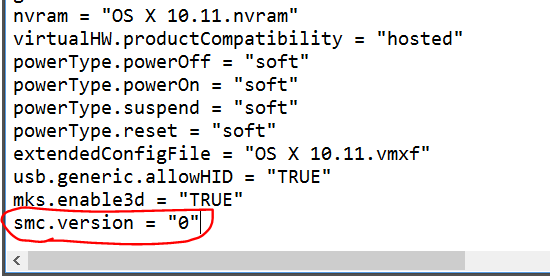 nvram = "OS X 10.11.nvram"
virtualHW.productCompatibility = "hosted"
powerType.powerOff = "soft"
powerType.powerOn = "soft"
powerType.suspend = "soft"
powerType.reset = "soft"
extendedConfigFile = "OS X 10.11.vmxf"
usb.generic.allowHID = "TRUE"
mks.enable3d = "TRUE"
smc.version = "0"